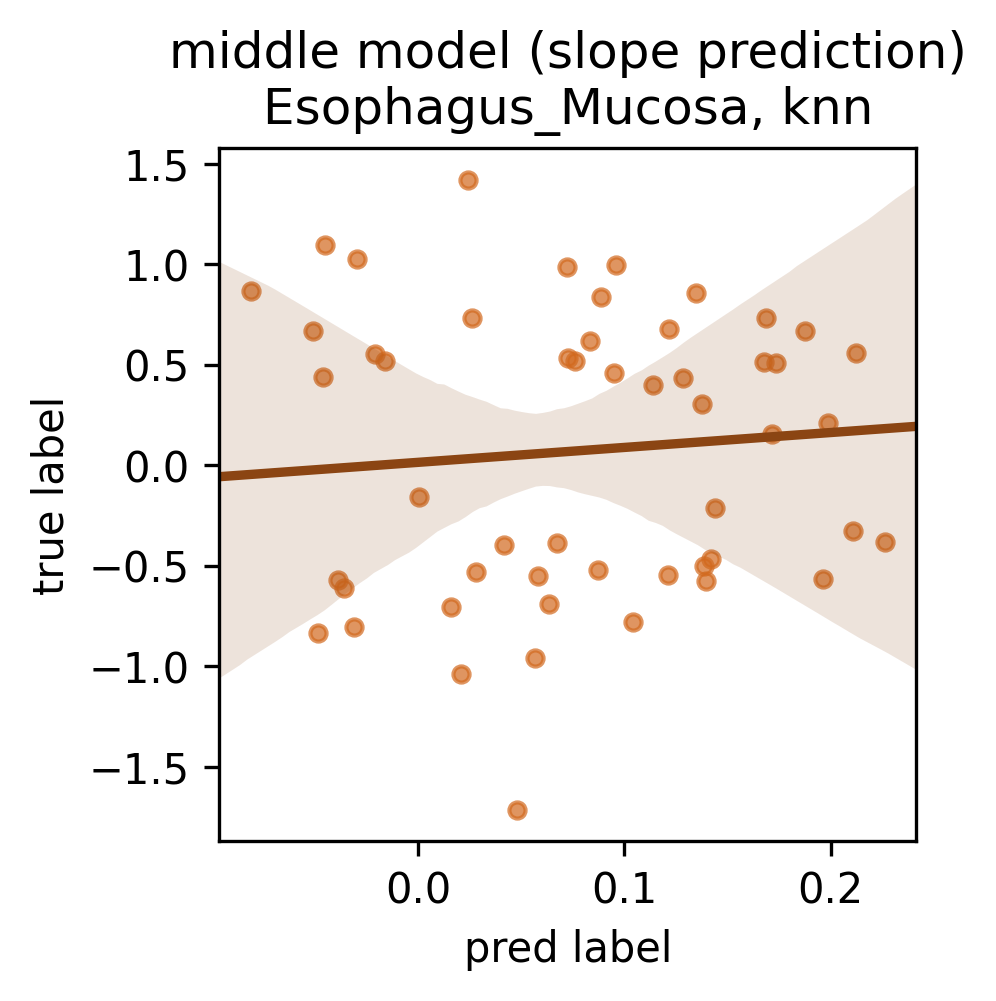 middle model (slope prediction)
Esophagus_Mucosa, knn
1.5
1.0
0.5
0.0
−0.5
−1.0
−1.5
true label
0.0 0.1 0.2
pred label